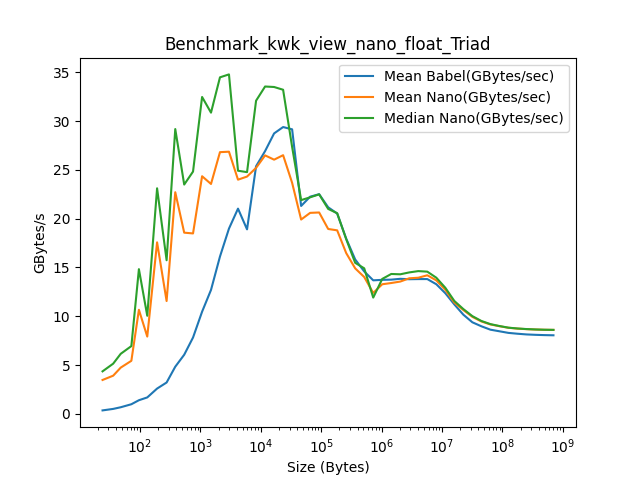 Benchmark_kwk_view_nano_float_Triad
Mean Babel(GBytes/sec)
Mean Nano(GBytes/sec)
Median Nano(GBytes/sec)
GBytes/s
35
30
25
20
15
10
5
0
10² 10³ 10⁴ 10⁵ 10⁶ 10⁷ 10⁸ 10⁹
Size (Bytes)